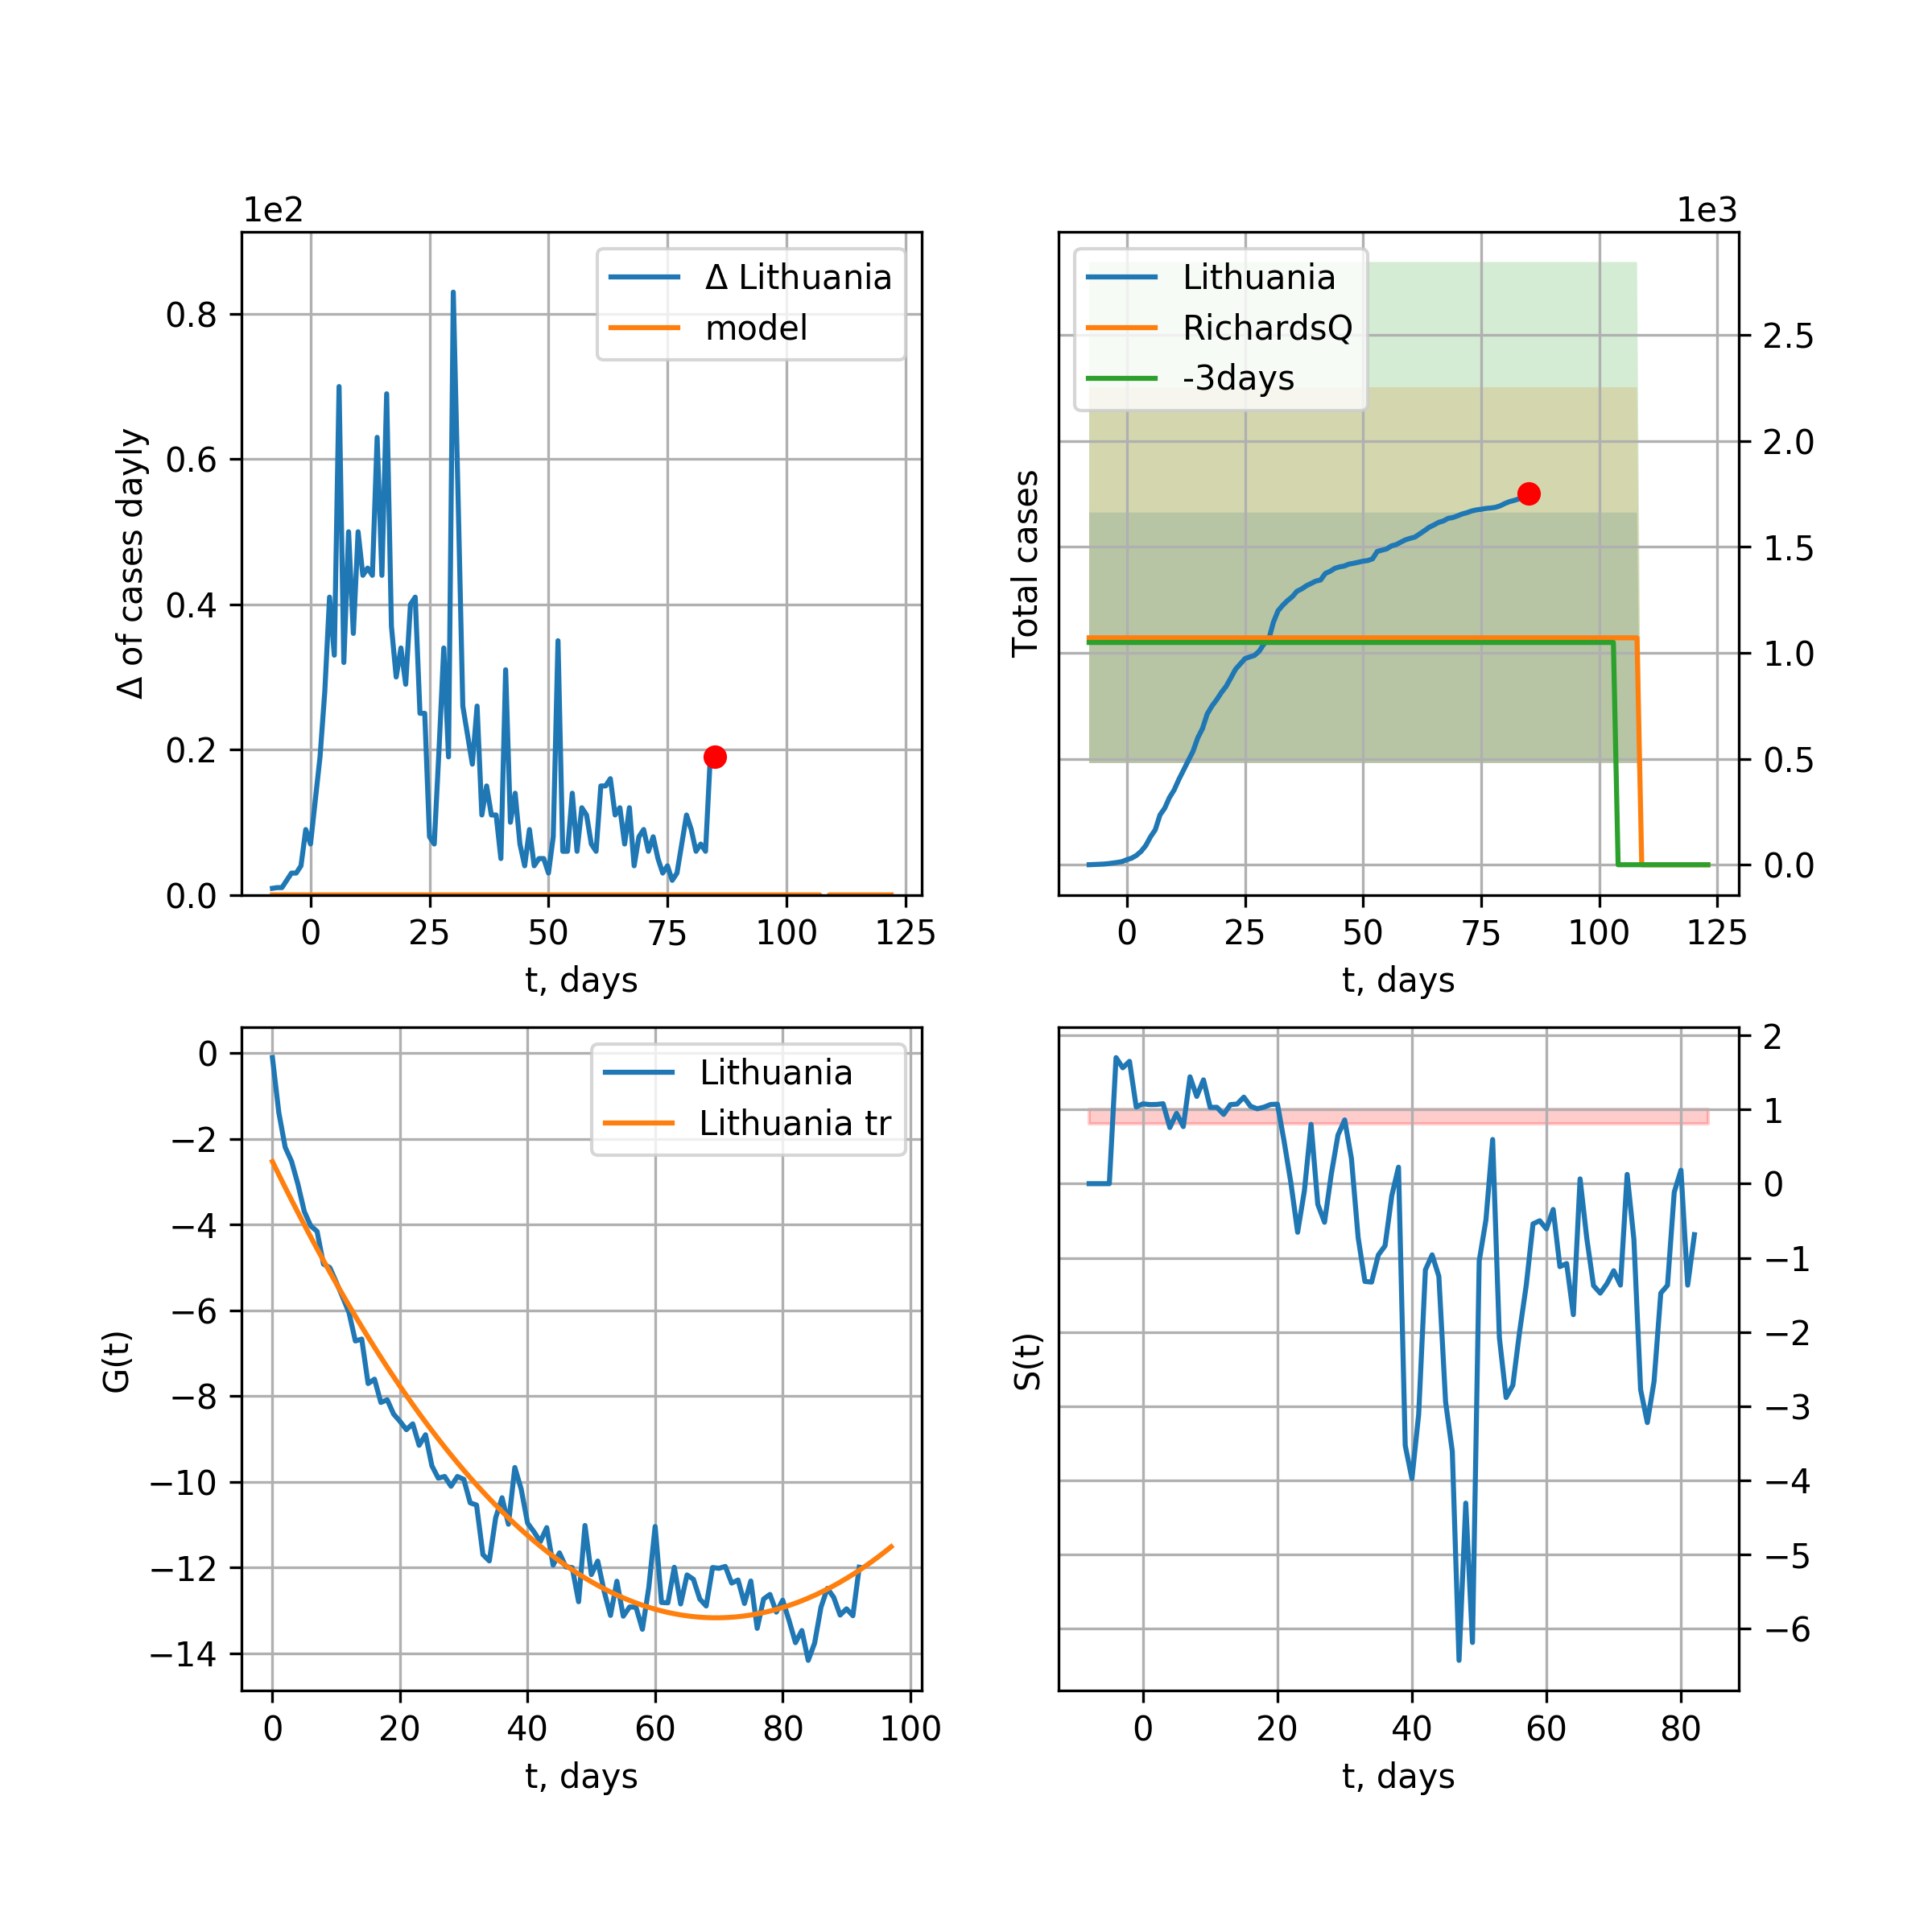 1e2
Δ Lithuania
model
0.8
0.6
0.4
0.2
0.0
Δ of cases dayly
0 25 50 75 100 125
t, days
1e3
Lithuania
RichardsQ
-3days
2.5
2.0
1.5
1.0
0.5
0.0
Total cases
0 25 50 75 100 125
t, days
Lithuania
Lithuania tr
0
−2
−4
−6
−8
−10
−12
−14
G(t)
0 20 40 60 80 100
t, days
2
1
0
−1
−2
−3
−4
−5
−6
S(t)
0 20 40 60 80
t, days